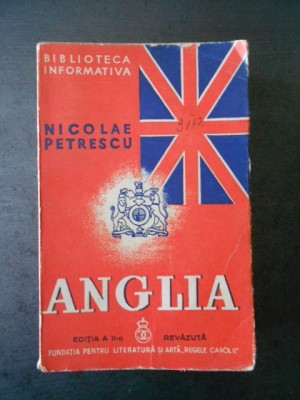 BIBLIOTECA
INFORMATIVA
NICOLAE
PETRESCU
ANGLIA
EDIȚIA A II-a REVĂZUTĂ
FUNDAȚIA PENTRU LITERATURĂ ȘI ARTĂ „REGELE CAROL II”